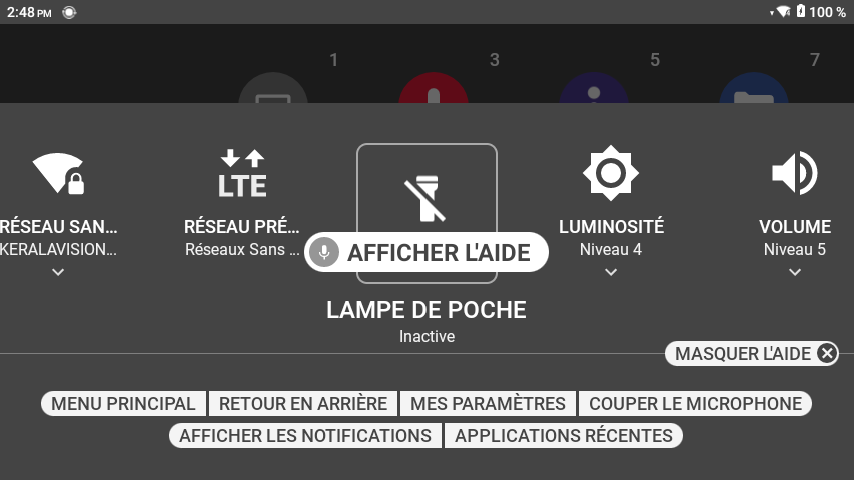 2:48 PM
100 %
1 3 5 7
LTE
RÉSEAU SAN... RÉSEAU PRÉ... LUMINOSITÉ VOLUME
KERALAVISION... Réseaux Sans ... Niveau 4 Niveau 5
AFFICHER L'AIDE
LAMPE DE POCHE
Inactive
MASQUER L'AIDE
MENU PRINCIPAL RETOUR EN ARRIÈRE MES PARAMÈTRES COUPER LE MICROPHONE
AFFICHER LES NOTIFICATIONS APPLICATIONS RÉCENTES